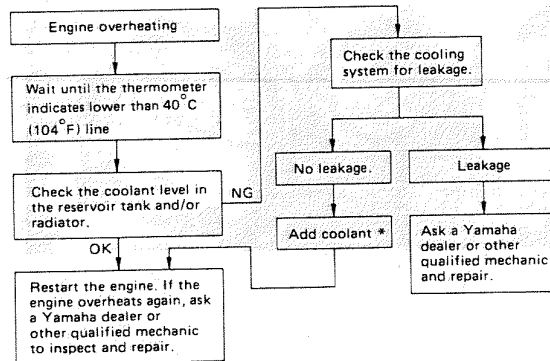 Engine overheating
Wait until the thermometer
indicates lower than 40°C
(104°F) line
Check the coolant level in
the reservoir tank and/or
radiator.
NG
OK
Restart the engine. If the
engine overheats again, ask
a Yamaha dealer or
other qualified mechanic
to inspect and repair.
Check the cooling
system for leakage.
No leakage.
Leakage
Add coolant *
Ask a Yamaha
dealer or other
qualified mechanic
and repair.